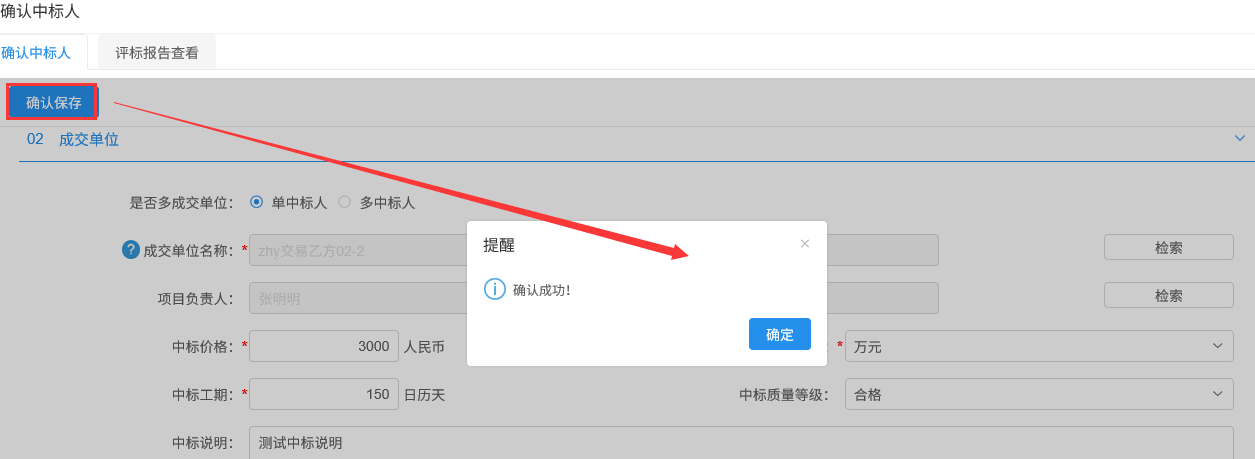 确认中标人
确认中标人 评标报告查看
确认保存
02 成交单位
是否多成交单位： 单中标人 多中标人
? 成交单位名称：* zhy交易乙方02-2 检索
项目负责人： 张明明 检索
提醒 ×
确认成功！
确定
中标价格：* 3000 人民币 ：* 万元
中标工期：* 150 日历天 中标质量等级： 合格
中标说明： 测试中标说明